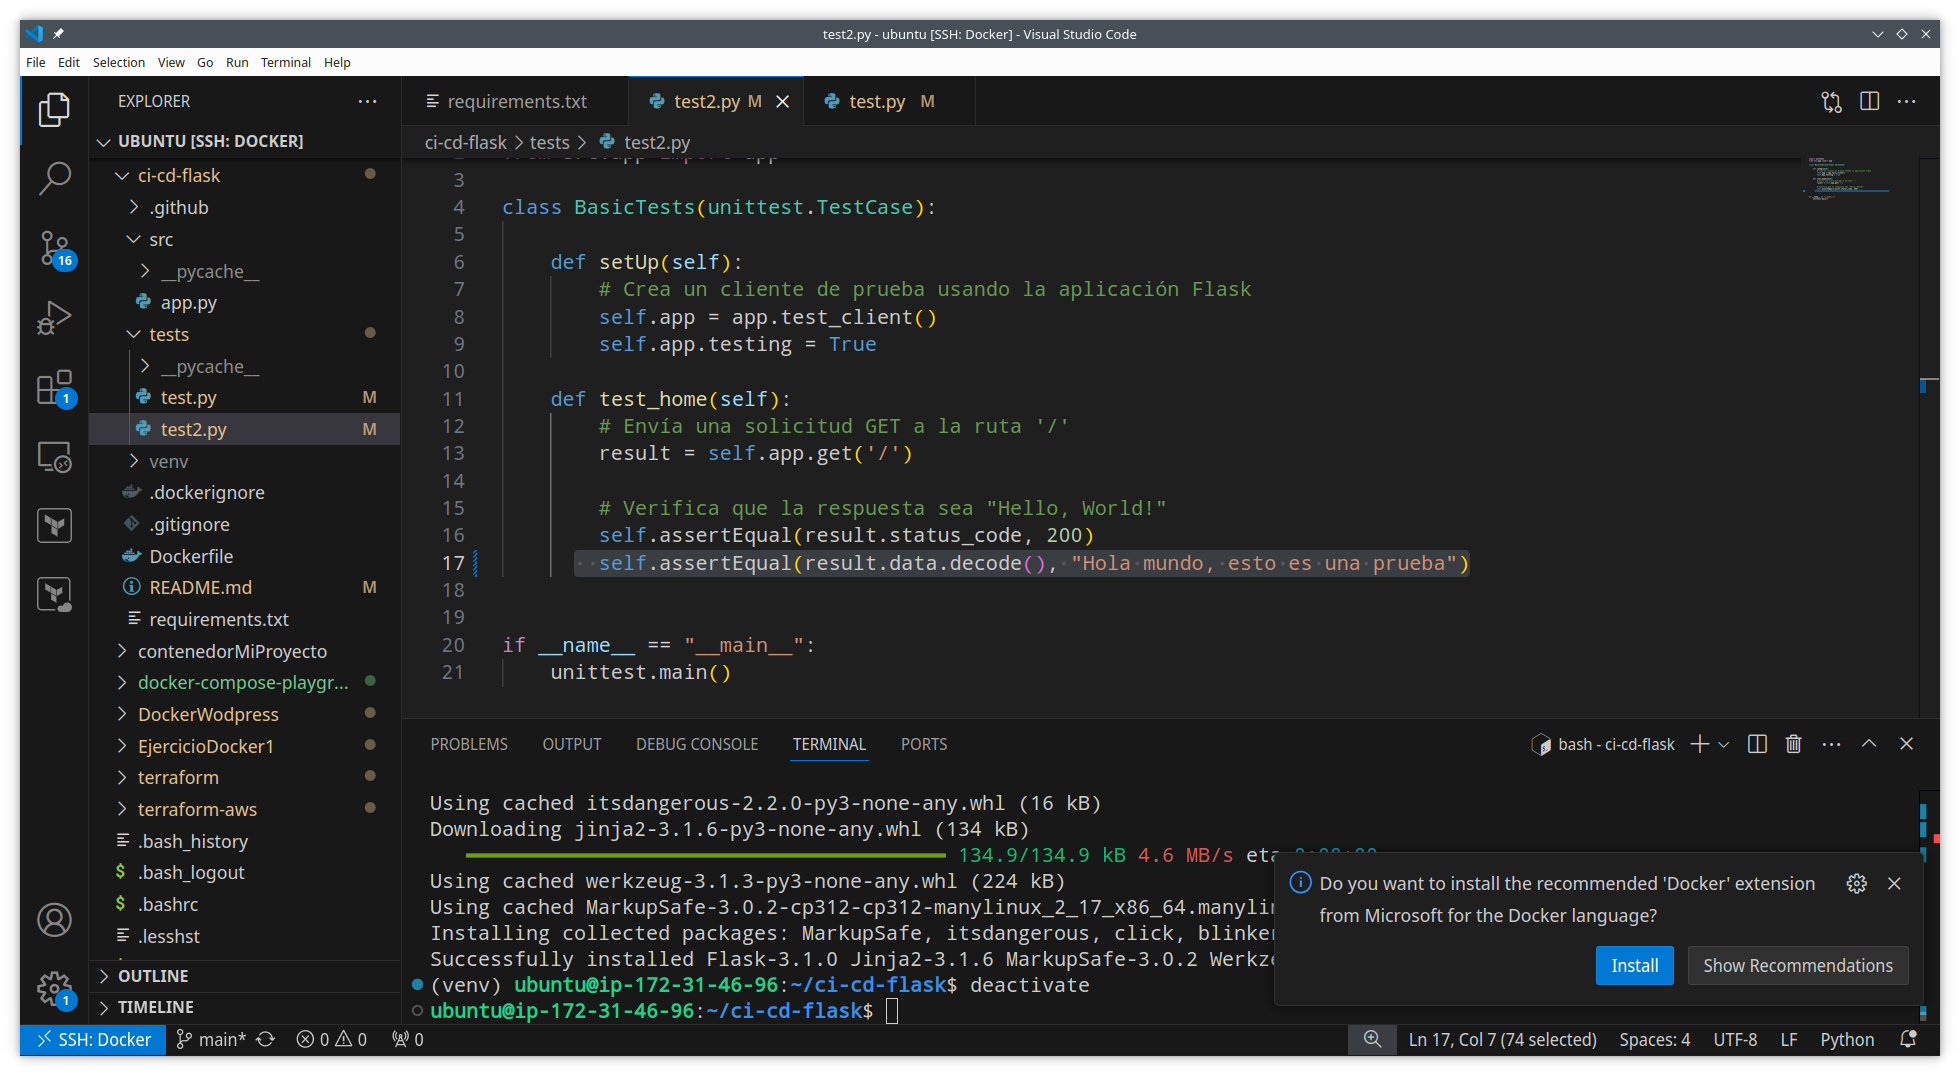 test2.py - ubuntu [SSH: Docker] - Visual Studio Code
File Edit Selection View Go Run Terminal Help
EXPLORER
UBUNTU [SSH: DOCKER]
ci-cd-flask
.github
src
__pycache__
app.py
tests
__pycache__
test.py M
test2.py M
venv
.dockerignore
.gitignore
Dockerfile
README.md M
requirements.txt
contenedorMiProyecto
docker-compose-playgr...
DockerWodpress
EjercicioDocker1
terraform
terraform-aws
.bash_history
.bash_logout
.bashrc
.lesshst
OUTLINE
TIMELINE
16
1
1
requirements.txt test2.py M test.py M
ci-cd-flask > tests > test2.py
2 from src.app import app
3
4 class BasicTests(unittest.TestCase):
5
6 def setUp(self):
7 # Crea un cliente de prueba usando la aplicación Flask
8 self.app = app.test_client()
9 self.app.testing = True
10
11 def test_home(self):
12 # Envía una solicitud GET a la ruta '/'
13 result = self.app.get('/')
14
15 # Verifica que la respuesta sea "Hello, World!"
16 self.assertEqual(result.status_code, 200)
17 self.assertEqual(result.data.decode(), "Hola mundo, esto es una prueba")
18
19
20 if __name__ == "__main__":
21 unittest.main()
PROBLEMS OUTPUT DEBUG CONSOLE TERMINAL PORTS
bash - ci-cd-flask
Using cached itsdangerous-2.2.0-py3-none-any.whl (16 kB)
Downloading jinja2-3.1.6-py3-none-any.whl (134 kB)
134.9/134.9 kB 4.6 MB/s eta 0:00:00
Using cached werkzeug-3.1.3-py3-none-any.whl (224 kB)
Using cached MarkupSafe-3.0.2-cp312-cp312-manylinux_2_17_x86_64.manylin
Installing collected packages: MarkupSafe, itsdangerous, click, blinker
Successfully installed Flask-3.1.0 Jinja2-3.1.6 MarkupSafe-3.0.2 Werkze
(venv) ubuntu@ip-172-31-46-96:~/ci-cd-flask$ deactivate
ubuntu@ip-172-31-46-96:~/ci-cd-flask$
Do you want to install the recommended 'Docker' extension
from Microsoft for the Docker language?
Install Show Recommendations
SSH: Docker main* 0 0 0 Ln 17, Col 7 (74 selected) Spaces: 4 UTF-8 LF Python